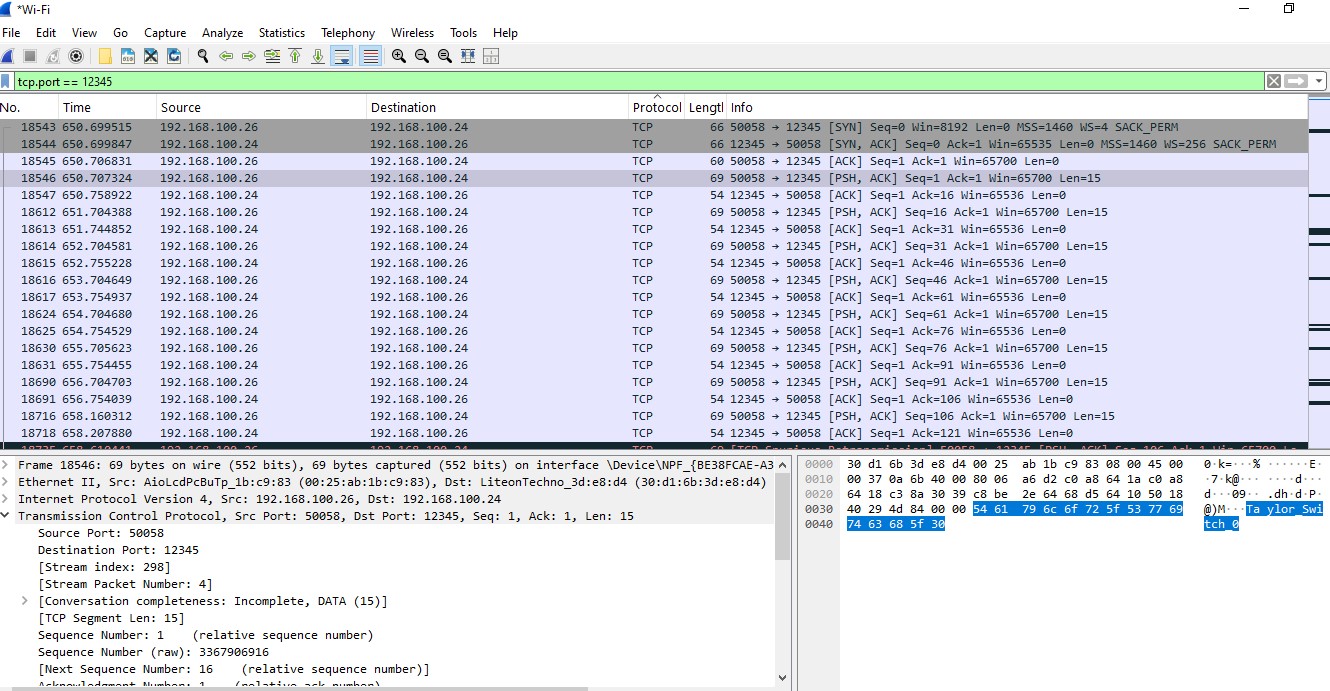 *Wi-Fi
File Edit View Go Capture Analyze Statistics Telephony Wireless Tools Help
tcp.port == 12345
No. Time Source Destination Protocol Lengtl Info
18543 650.699515 192.168.100.26 192.168.100.24 TCP 66 50058 → 12345 [SYN] Seq=0 Win=8192 Len=0 MSS=1460 WS=4 SACK_PERM
18544 650.699847 192.168.100.24 192.168.100.26 TCP 66 12345 → 50058 [SYN, ACK] Seq=0 Ack=1 Win=65535 Len=0 MSS=1460 WS=256 SACK_PERM
18545 650.706831 192.168.100.26 192.168.100.24 TCP 60 50058 → 12345 [ACK] Seq=1 Ack=1 Win=65700 Len=0
18546 650.707324 192.168.100.26 192.168.100.24 TCP 69 50058 → 12345 [PSH, ACK] Seq=1 Ack=1 Win=65700 Len=15
18547 650.758922 192.168.100.24 192.168.100.26 TCP 54 12345 → 50058 [ACK] Seq=1 Ack=16 Win=65536 Len=0
18612 651.704388 192.168.100.26 192.168.100.24 TCP 69 50058 → 12345 [PSH, ACK] Seq=16 Ack=1 Win=65700 Len=15
18613 651.744852 192.168.100.24 192.168.100.26 TCP 54 12345 → 50058 [ACK] Seq=1 Ack=31 Win=65536 Len=0
18614 652.704581 192.168.100.26 192.168.100.24 TCP 69 50058 → 12345 [PSH, ACK] Seq=31 Ack=1 Win=65700 Len=15
18615 652.755228 192.168.100.24 192.168.100.26 TCP 54 12345 → 50058 [ACK] Seq=1 Ack=46 Win=65536 Len=0
18616 653.704649 192.168.100.26 192.168.100.24 TCP 69 50058 → 12345 [PSH, ACK] Seq=46 Ack=1 Win=65700 Len=15
18617 653.754937 192.168.100.24 192.168.100.26 TCP 54 12345 → 50058 [ACK] Seq=1 Ack=61 Win=65536 Len=0
18624 654.704680 192.168.100.26 192.168.100.24 TCP 69 50058 → 12345 [PSH, ACK] Seq=61 Ack=1 Win=65700 Len=15
18625 654.754529 192.168.100.24 192.168.100.26 TCP 54 12345 → 50058 [ACK] Seq=1 Ack=76 Win=65536 Len=0
18630 655.705623 192.168.100.26 192.168.100.24 TCP 69 50058 → 12345 [PSH, ACK] Seq=76 Ack=1 Win=65700 Len=15
18631 655.754455 192.168.100.24 192.168.100.26 TCP 54 12345 → 50058 [ACK] Seq=1 Ack=91 Win=65536 Len=0
18690 656.704703 192.168.100.26 192.168.100.24 TCP 69 50058 → 12345 [PSH, ACK] Seq=91 Ack=1 Win=65700 Len=15
18691 656.754039 192.168.100.24 192.168.100.26 TCP 54 12345 → 50058 [ACK] Seq=1 Ack=106 Win=65536 Len=0
18716 658.160312 192.168.100.26 192.168.100.24 TCP 69 50058 → 12345 [PSH, ACK] Seq=106 Ack=1 Win=65700 Len=15
18718 658.207880 192.168.100.24 192.168.100.26 TCP 54 12345 → 50058 [ACK] Seq=1 Ack=121 Win=65536 Len=0
Frame 18546: 69 bytes on wire (552 bits), 69 bytes captured (552 bits) on interface \Device\NPF_{BE38FCAE-A3
Ethernet II, Src: AioLcdPcBuTp_1b:c9:83 (00:25:ab:1b:c9:83), Dst: LiteonTechno_3d:e8:d4 (30:d1:6b:3d:e8:d4)
Internet Protocol Version 4, Src: 192.168.100.26, Dst: 192.168.100.24
Transmission Control Protocol, Src Port: 50058, Dst Port: 12345, Seq: 1, Ack: 1, Len: 15
Source Port: 50058
Destination Port: 12345
[Stream index: 298]
[Stream Packet Number: 4]
[Conversation completeness: Incomplete, DATA (15)]
[TCP Segment Len: 15]
Sequence Number: 1 (relative sequence number)
Sequence Number (raw): 3367906916
[Next Sequence Number: 16 (relative sequence number)]
Acknowledgment Number: 1 (relative ack number)
0000 30 d1 6b 3d e8 d4 00 25 ab 1b c9 83 08 00 45 00 0·k=···% ······E·
0010 00 37 0a 6b 40 00 80 06 a6 d2 c0 a8 64 1a c0 a8 ·7·k@··· ····d···
0020 64 18 c3 8a 30 39 c8 be 2e 64 68 d5 64 10 50 18 d···09·· .dh·d·P·
0030 40 29 4d 84 00 00 54 61 79 6c 6f 72 5f 53 77 69 @)M···Ta ylor_Swi
0040 74 63 68 5f 30 tch_0